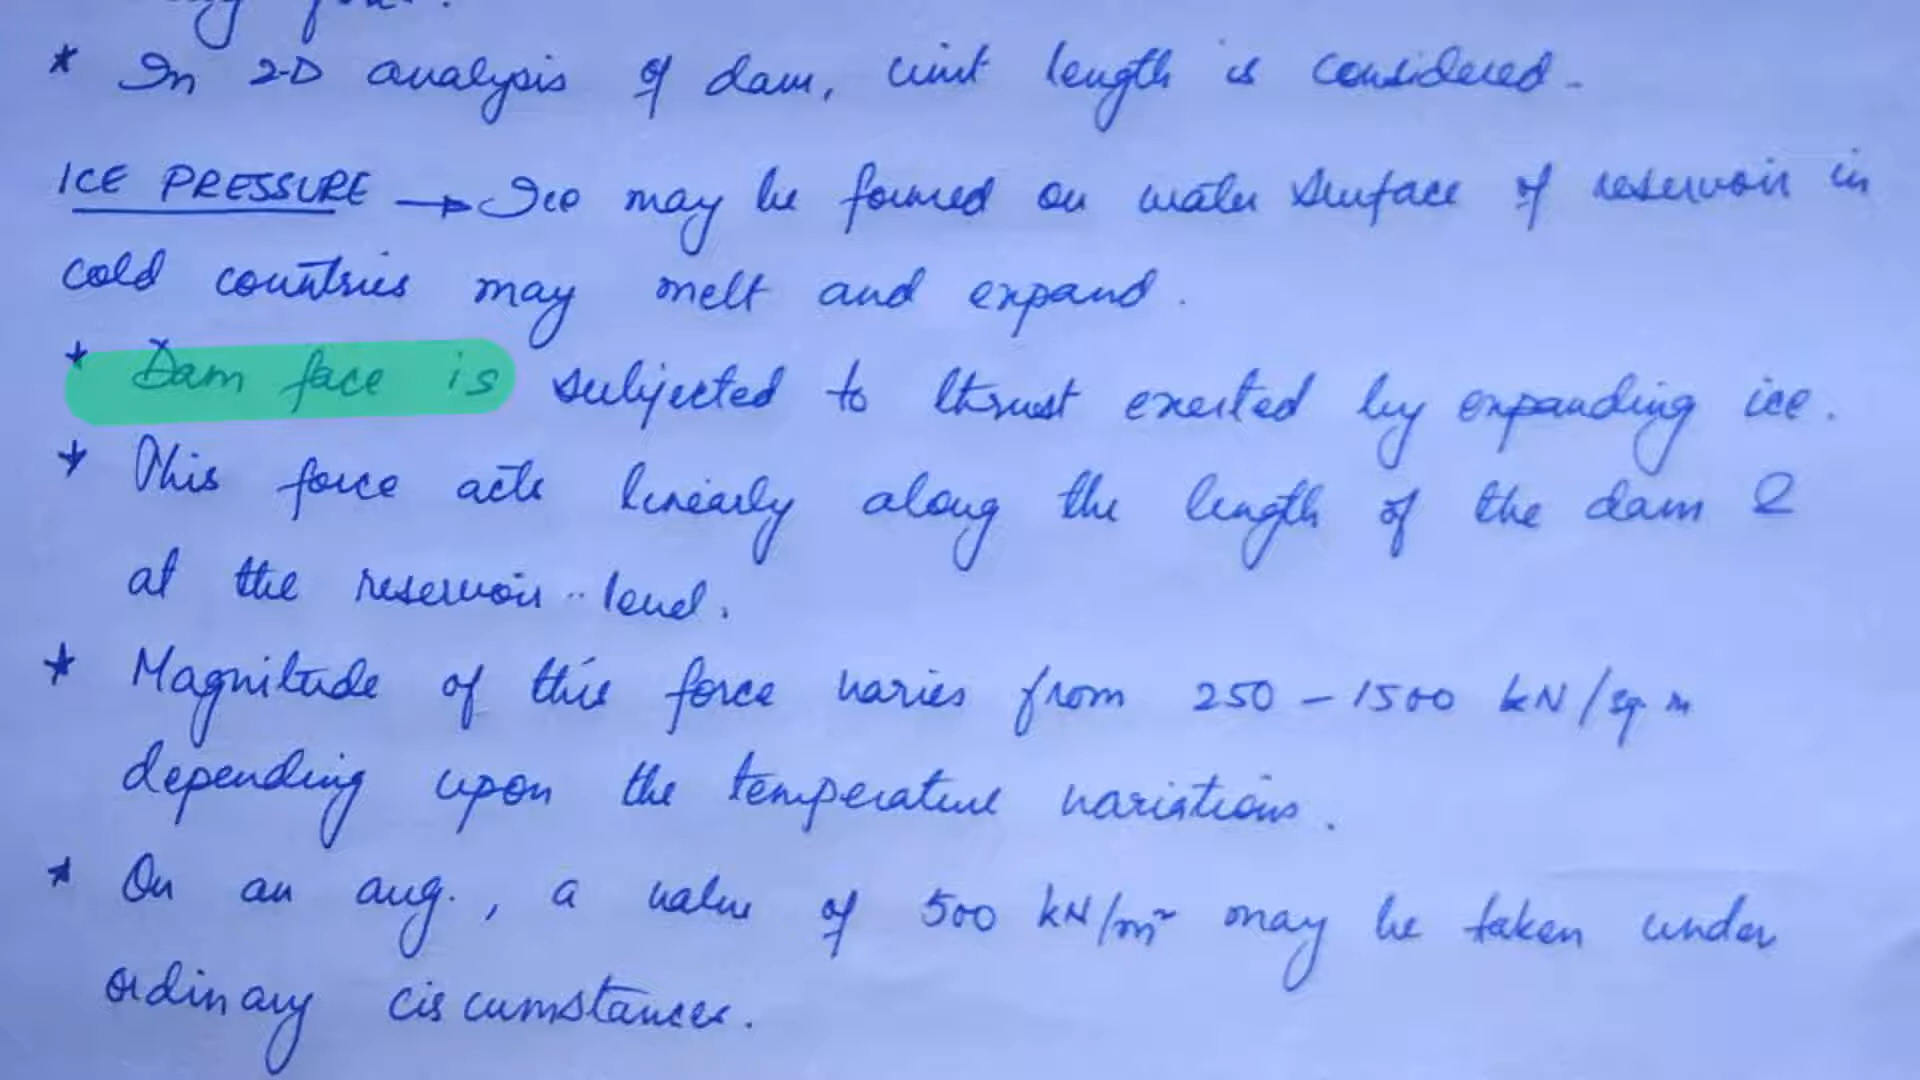 * In 2-D analysis of dam, unit length is considered.
ICE PRESSURE → Ice may be formed on water surface of reservoir in
cold countries may melt and expand.
* Dam face is subjected to thrust exerted by expanding ice.
* This force acts linearly along the length of the dam &
at the reservoir level.
* Magnitude of this force varies from 250 – 1500 kN/sq. m
depending upon the temperature variations.
* On an avg., a value of 500 kN/m² may be taken under
ordinary circumstances.